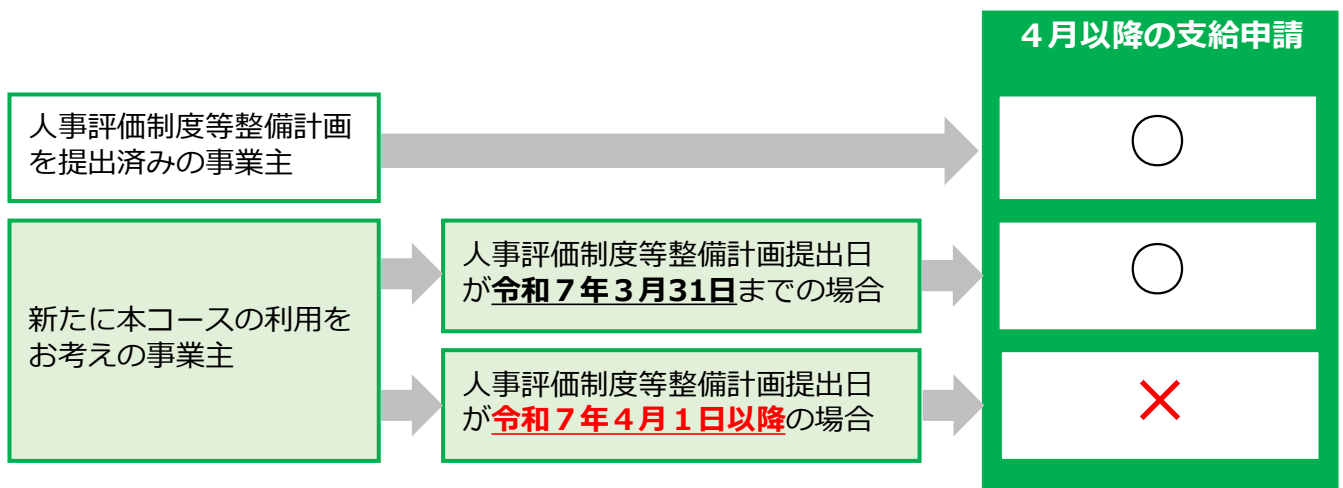 ４月以降の支給申請
人事評価制度等整備計画
を提出済みの事業主
○
新たに本コースの利用を
お考えの事業主
人事評価制度等整備計画提出日
が令和７年３月31日までの場合
○
人事評価制度等整備計画提出日
が令和７年４月１日以降の場合
×